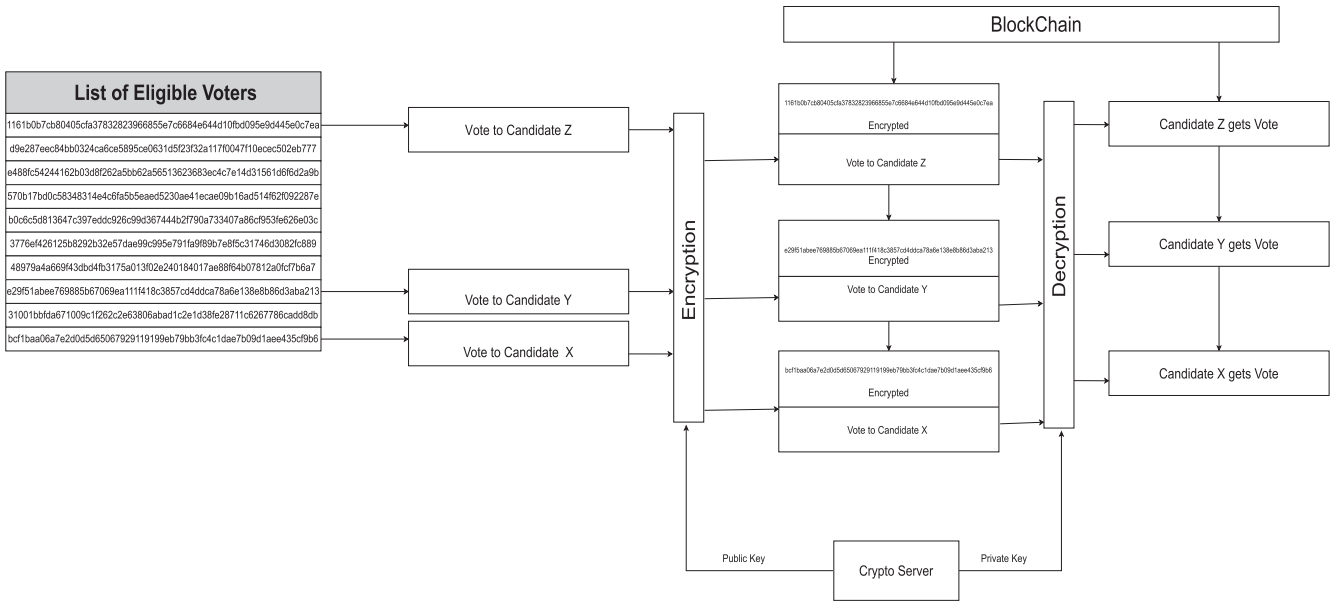 BlockChain
List of Eligible Voters
1161b0b7cb80405cfa37832823966855e7c6684e644d10fbd095e9d445e0c7ea
d9e287eec84bb0324ca6ce5895ce0631d5f23f32a117f0047f10ecec502eb777
e488fc54244162b03d8f262a5bb62a56513623683ec4c7e14d31561d6f6d2a9b
570b17bd0c58348314e4c6fa5b5eaed5230ae41ecae09b16ad514f62f092287e
b0c6c5d813647c397eddc926c99d367444b2f790a733407a86cf953fe626e03c
3776ef426125b8292b32e57dae99c995e791fa9f89b7e8f5c31746d3082fc889
48979a4a669f43dbd4fb3175a013f02e240184017ae88f64b07812a0fcf7b6a7
e29f51abee769885b67069ea111f418c3857cd4ddca78a6e138e8b86d3aba213
31001bbfda671009c1f262c2e63806abad1c2e1d38fe28711c6267786cadd8db
bcf1baa06a7e2d0d5d65067929119199eb79bb3fc4c1dae7b09d1aee435cf9b6
Vote to Candidate Z
Vote to Candidate Y
Vote to Candidate X
Encryption
1161b0b7cb80405cfa37832823966855e7c6684e644d10fbd095e9d445e0c7ea
Encrypted
Vote to Candidate Z
e29f51abee769885b67069ea111f418c3857cd4ddca78a6e138e8b86d3aba213
Encrypted
Vote to Candidate Y
bcf1baa06a7e2d0d5d65067929119199eb79bb3fc4c1dae7b09d1aee435cf9b6
Encrypted
Vote to Candidate X
Decryption
Candidate Z gets Vote
Candidate Y gets Vote
Candidate X gets Vote
Public Key
Crypto Server
Private Key